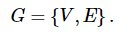 G = {V, E} .